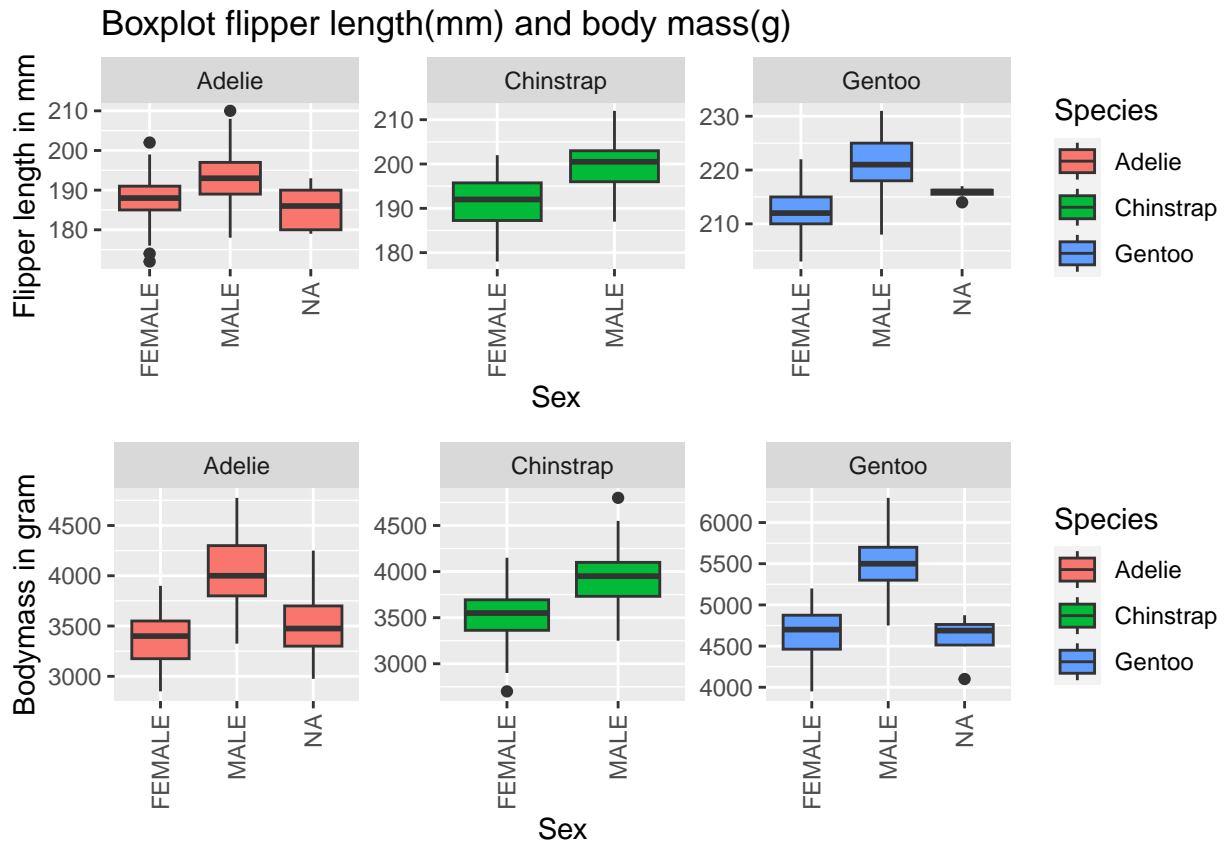 Boxplot flipper length(mm) and body mass(g)
Flipper length in mm
Adelie
210
200
190
180
FEMALE
MALE
NA
Chinstrap
210
200
190
180
FEMALE
MALE
Gentoo
230
220
210
FEMALE
MALE
NA
Sex
Species
Adelie
Chinstrap
Gentoo
Bodymass in gram
Adelie
4500
4000
3500
3000
FEMALE
MALE
NA
Chinstrap
4500
4000
3500
3000
FEMALE
MALE
Gentoo
6000
5500
5000
4500
4000
FEMALE
MALE
NA
Sex
Species
Adelie
Chinstrap
Gentoo